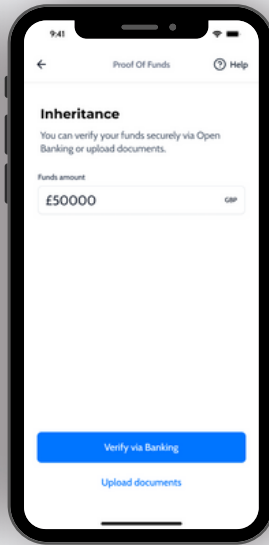 9:41
Proof Of Funds
Help
Inheritance
You can verify your funds securely via Open
Banking or upload documents.
Funds amount
£50000 GBP
Verify via Banking
Upload documents